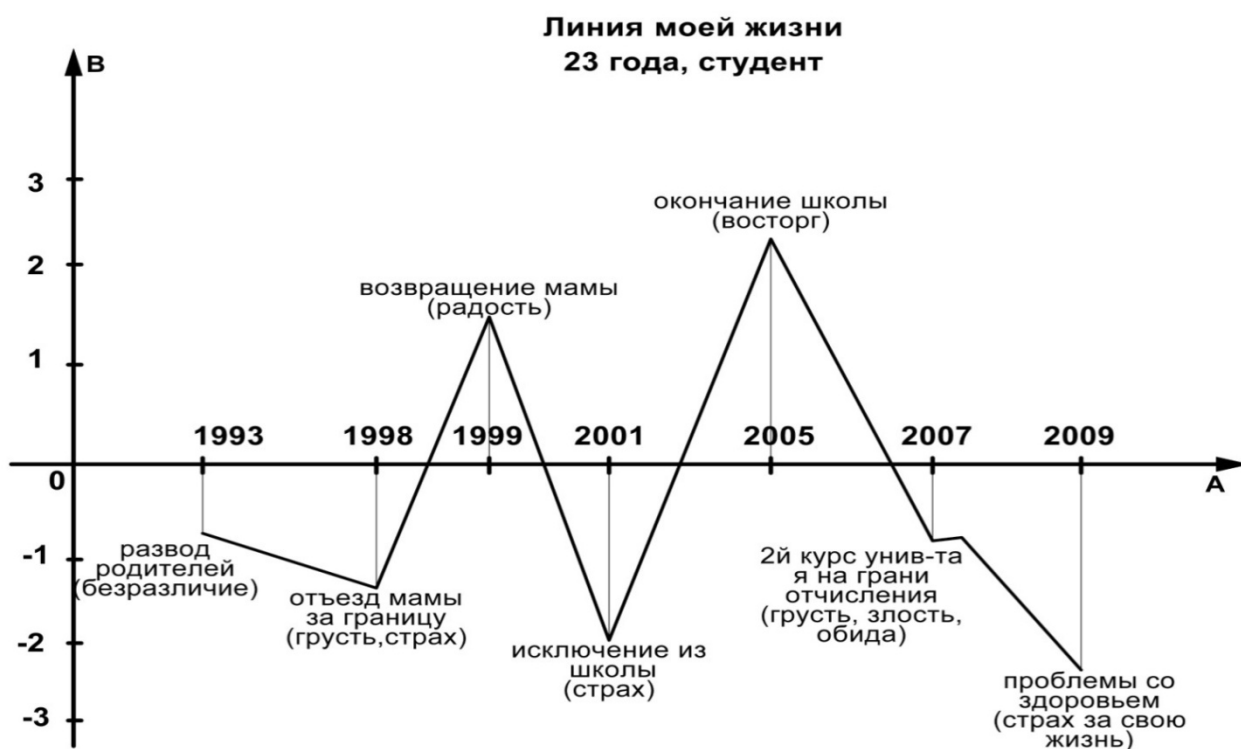 Линия моей жизни
23 года, студент
B
3
окончание школы
(восторг)
2
возвращение мамы
(радость)
1
1993 1998 1999 2001 2005 2007 2009
0
A
-1
развод
родителей
(безразличие)
отъезд мамы
за границу
(грусть,страх)
2й курс унив-та
я на грани
отчисления
(грусть, злость,
обида)
-2
исключение из
школы
(страх)
проблемы со
здоровьем
(страх за свою
жизнь)
-3